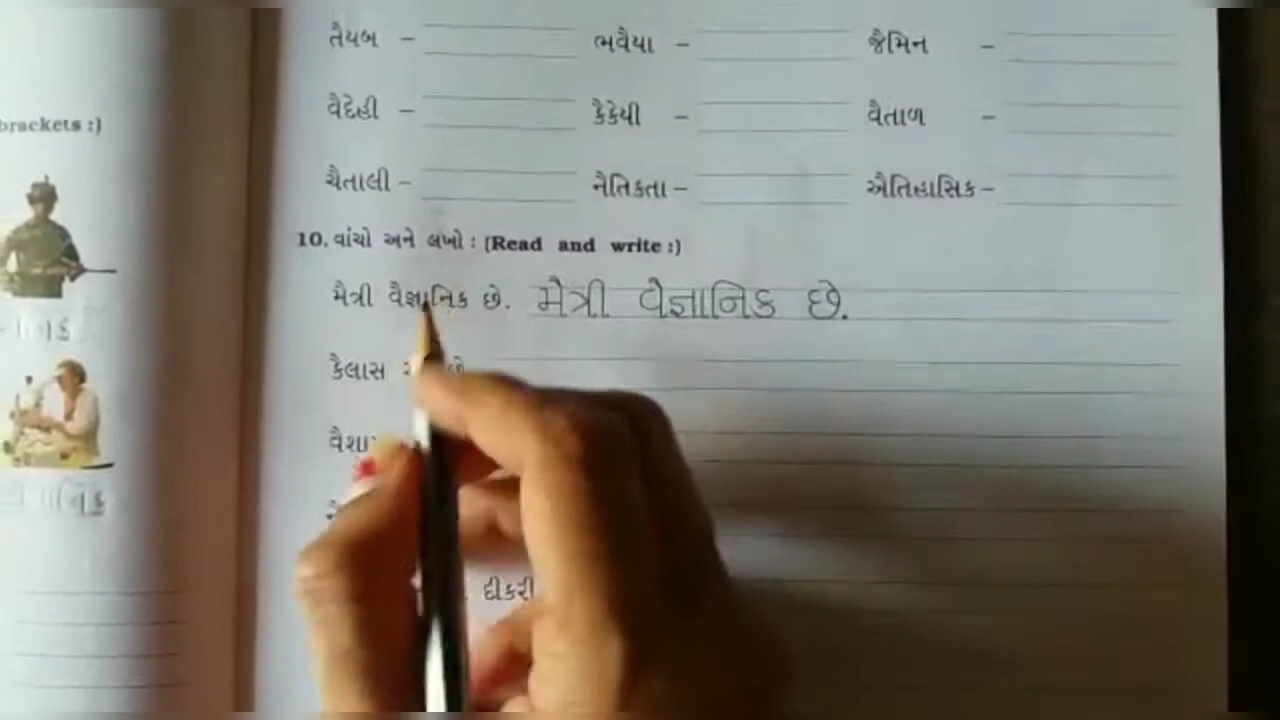 તૈયબ – ભવૈયા – જૈમિન –
વૈદેહી – કૈકેયી – વૈતાળ –
brackets :)
ચૈતાલી – નૈતિકતા – ઐતિહાસિક –
10. વાંચો અને લખો : (Read and write :)
મૈત્રી વૈજ્ઞાનિક છે. મૈત્રી વૈજ્ઞાનિક છે.
કૈલાસ
દીકરી